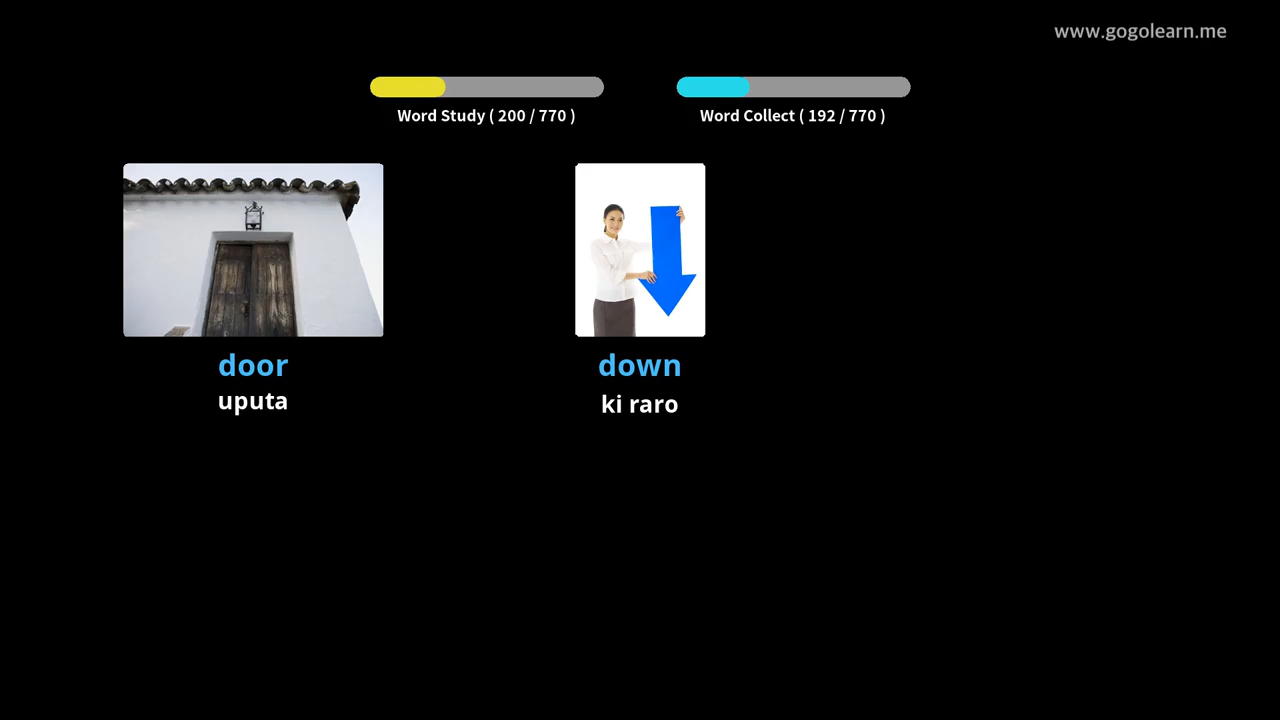 www.gogolearn.me
Word Study ( 200 / 770 )
Word Collect ( 192 / 770 )
door
uputa
down
ki raro